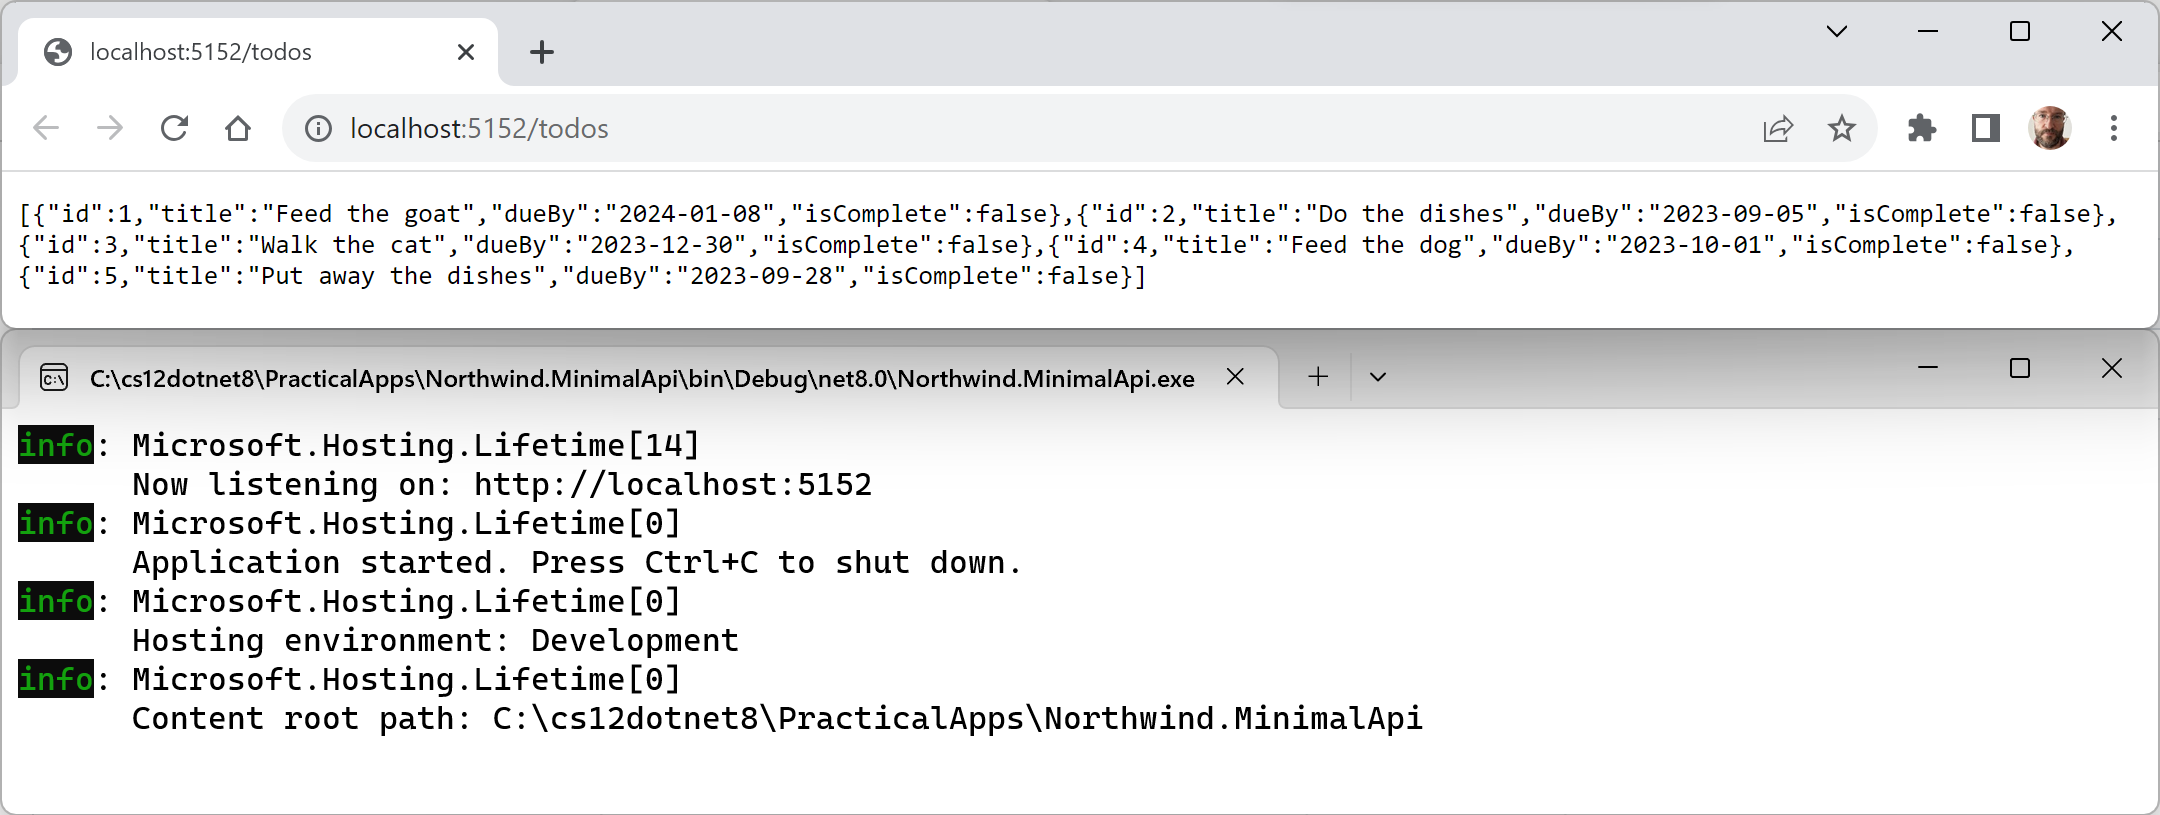 localhost:5152/todos
localhost:5152/todos
[{"id":1,"title":"Feed the goat","dueBy":"2024-01-08","isComplete":false},{"id":2,"title":"Do the dishes","dueBy":"2023-09-05","isComplete":false},
{"id":3,"title":"Walk the cat","dueBy":"2023-12-30","isComplete":false},{"id":4,"title":"Feed the dog","dueBy":"2023-10-01","isComplete":false},
{"id":5,"title":"Put away the dishes","dueBy":"2023-09-28","isComplete":false}]
C:\cs12dotnet8\PracticalApps\Northwind.MinimalApi\bin\Debug\net8.0\Northwind.MinimalApi.exe
info: Microsoft.Hosting.Lifetime[14]
Now listening on: http://localhost:5152
info: Microsoft.Hosting.Lifetime[0]
Application started. Press Ctrl+C to shut down.
info: Microsoft.Hosting.Lifetime[0]
Hosting environment: Development
info: Microsoft.Hosting.Lifetime[0]
Content root path: C:\cs12dotnet8\PracticalApps\Northwind.MinimalApi